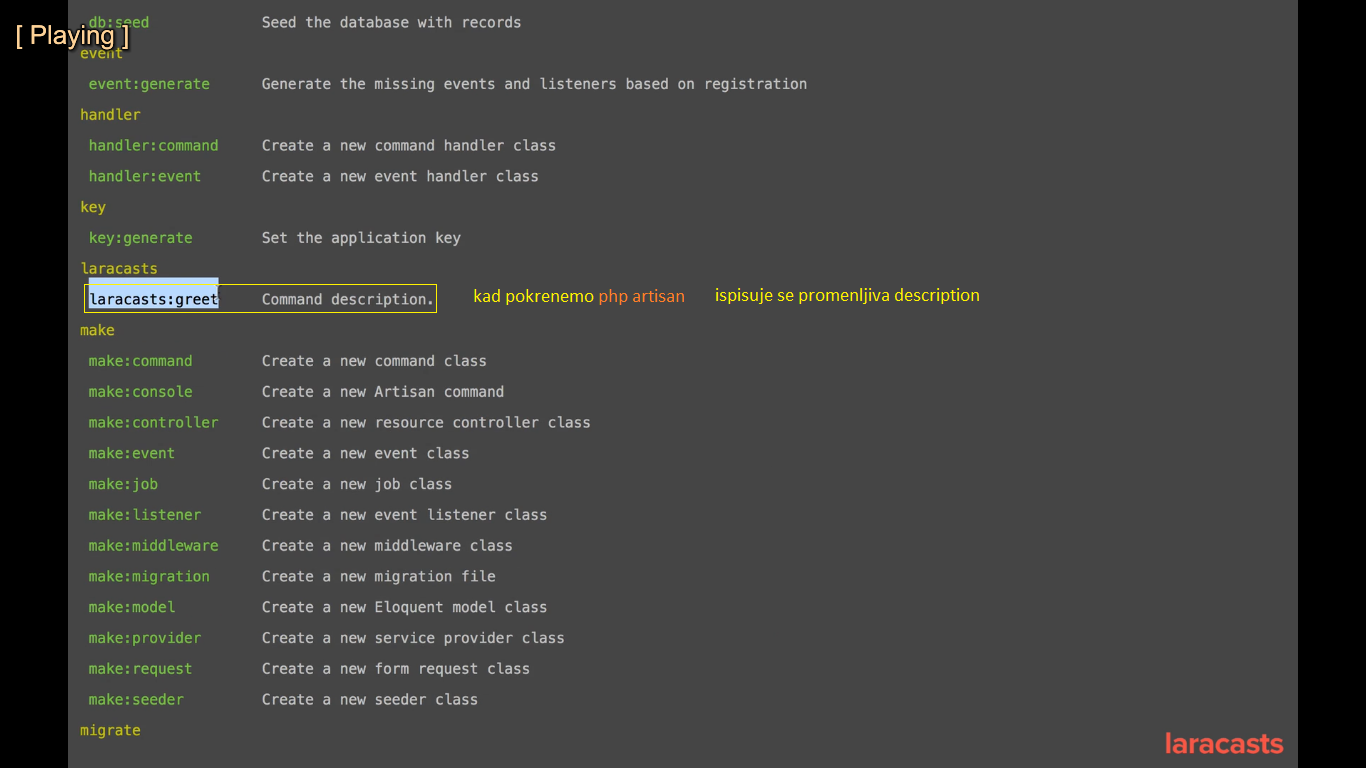 db:seed Seed the database with records
[ Playing ]
event
event:generate Generate the missing events and listeners based on registration
handler
handler:command Create a new command handler class
handler:event Create a new event handler class
key
key:generate Set the application key
laracasts
laracasts:greet Command description. kad pokrenemo php artisan ispisuje se promenljiva description
make
make:command Create a new command class
make:console Create a new Artisan command
make:controller Create a new resource controller class
make:event Create a new event class
make:job Create a new job class
make:listener Create a new event listener class
make:middleware Create a new middleware class
make:migration Create a new migration file
make:model Create a new Eloquent model class
make:provider Create a new service provider class
make:request Create a new form request class
make:seeder Create a new seeder class
migrate
laracasts